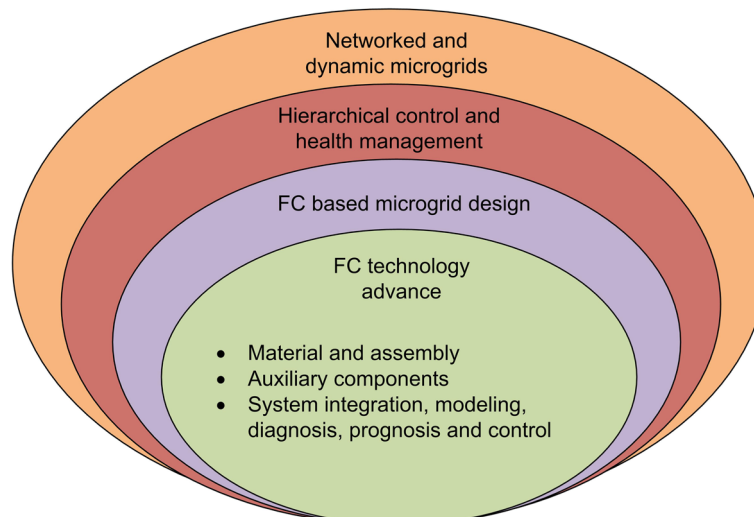 Networked and
dynamic microgrids
Hierarchical control and
health management
FC based microgrid design
FC technology
advance
• Material and assembly
• Auxiliary components
• System integration, modeling,
diagnosis, prognosis and control